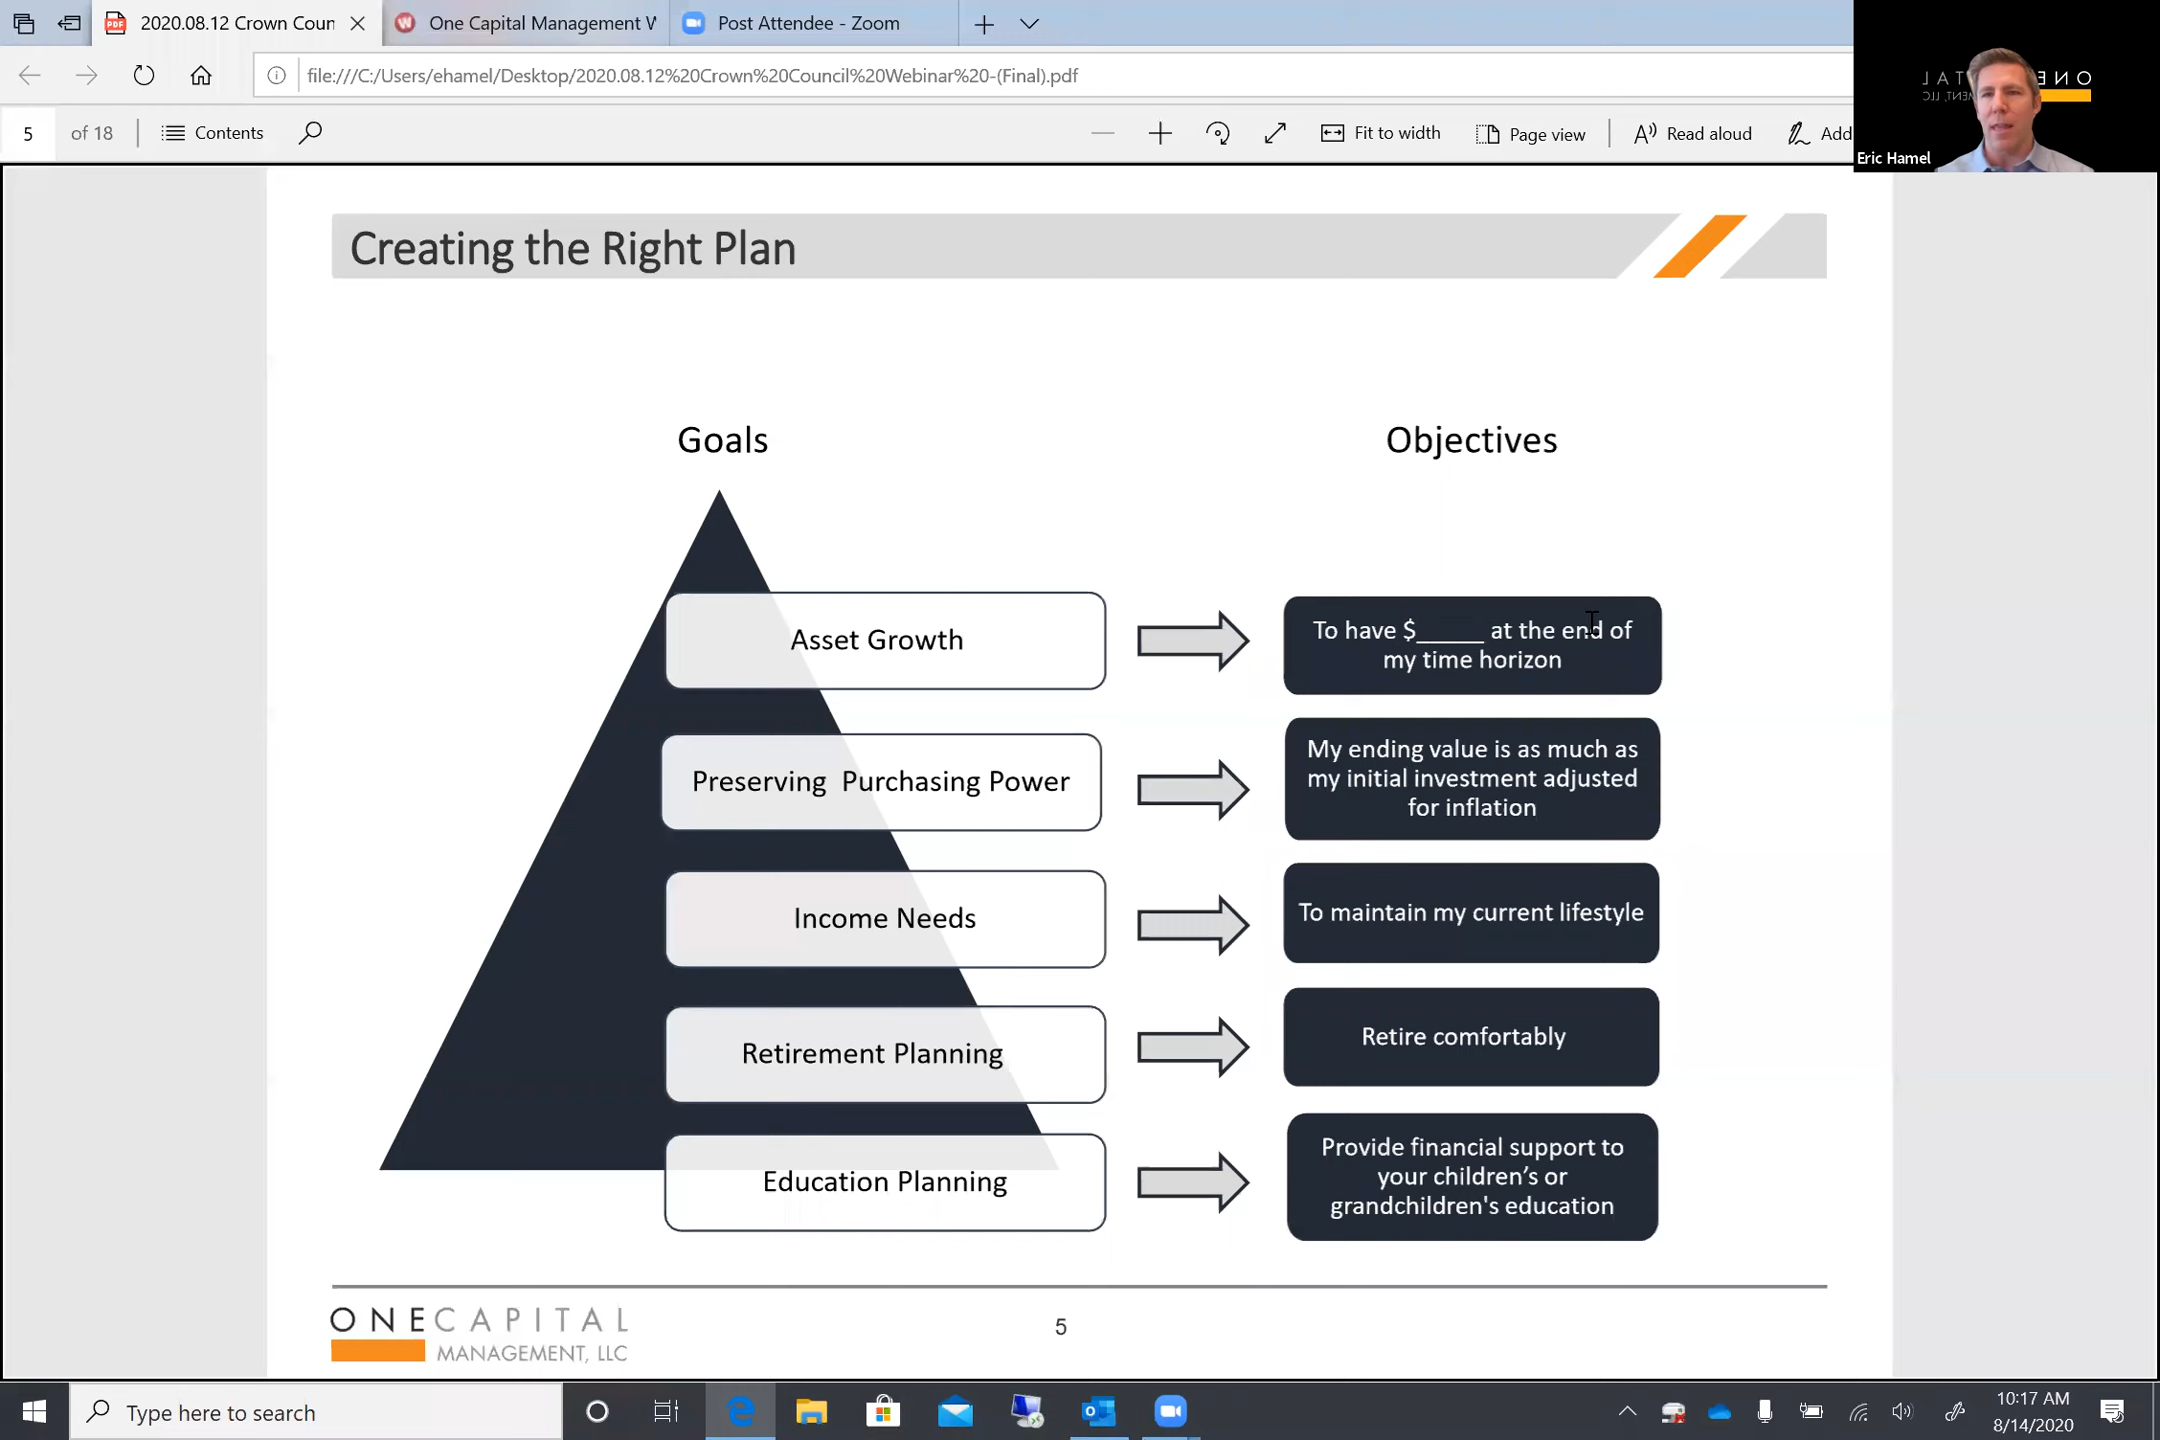 2020.08.12 Crown Coun
One Capital Management W
Post Attendee - Zoom
file:///C:/Users/ehamel/Desktop/2020.08.12%20Crown%20Council%20Webinar%20-(Final).pdf
5 of 18
Contents
Fit to width
Page view
Read aloud
Add
Eric Hamel
Creating the Right Plan
Goals
Objectives
Asset Growth
To have $_____ at the end of
my time horizon
Preserving Purchasing Power
My ending value is as much as
my initial investment adjusted
for inflation
Income Needs
To maintain my current lifestyle
Retirement Planning
Retire comfortably
Education Planning
Provide financial support to
your children’s or
grandchildren's education
ONECAPITAL
MANAGEMENT, LLC
5
Type here to search
10:17 AM
8/14/2020